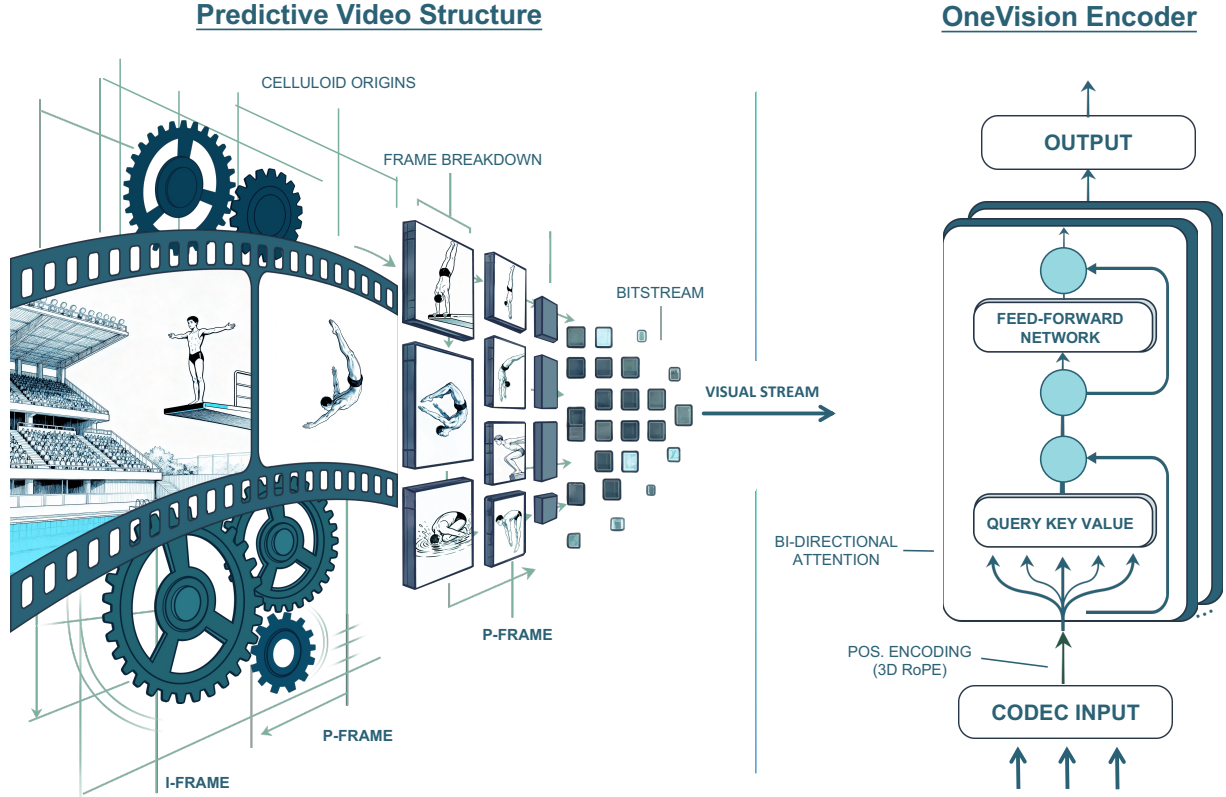 Predictive Video Structure
OneVision Encoder
CELLULOID ORIGINS
FRAME BREAKDOWN
BITSTREAM
VISUAL STREAM
P-FRAME
P-FRAME
I-FRAME
OUTPUT
FEED-FORWARD
NETWORK
QUERY KEY VALUE
BI-DIRECTIONAL
ATTENTION
...
POS. ENCODING
(3D RoPE)
CODEC INPUT